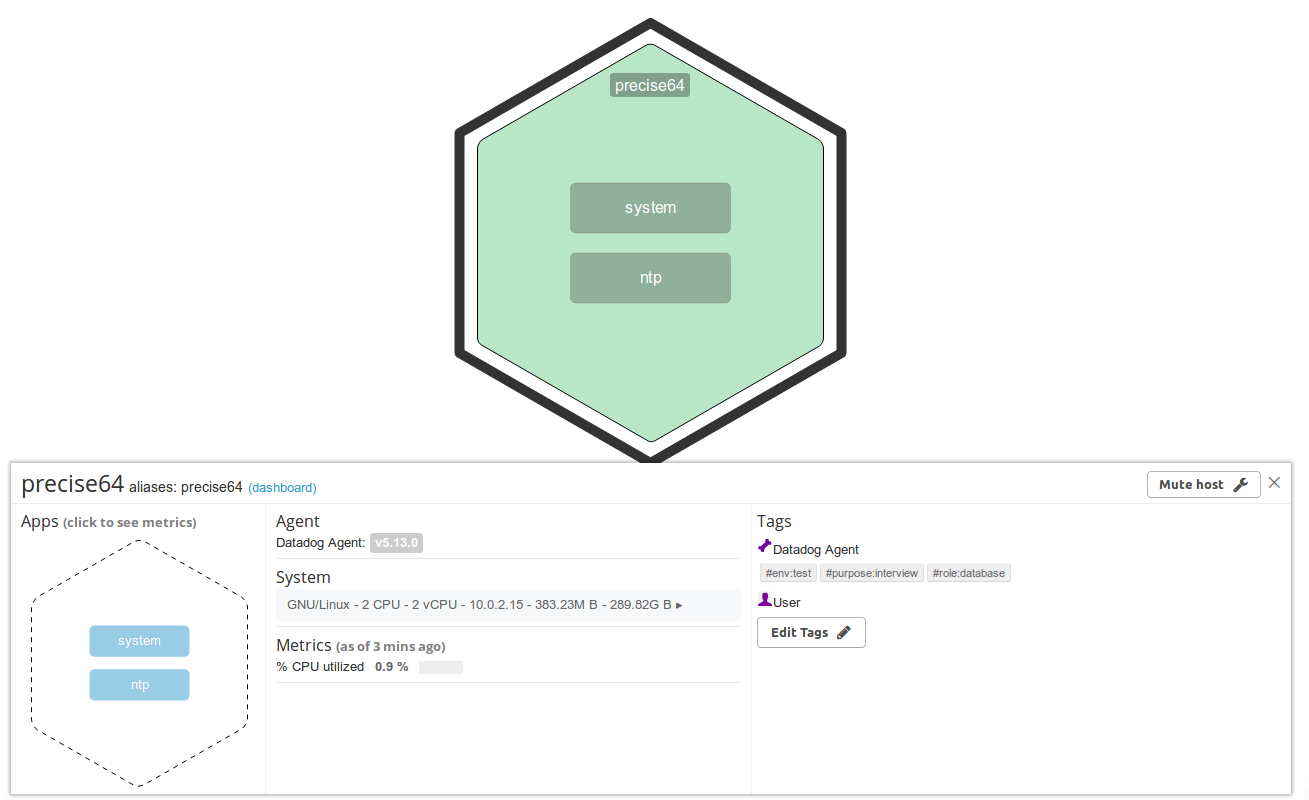 precise64
system
ntp
precise64 aliases: precise64 (dashboard)
Mute host
Apps (click to see metrics)
system
ntp
Agent
Datadog Agent: v5.13.0
System
GNU/Linux - 2 CPU - 2 vCPU - 10.0.2.15 - 383.23M B - 289.82G B ▸
Metrics (as of 3 mins ago)
% CPU utilized 0.9 %
Tags
Datadog Agent
#env:test #purpose:interview #role:database
User
Edit Tags